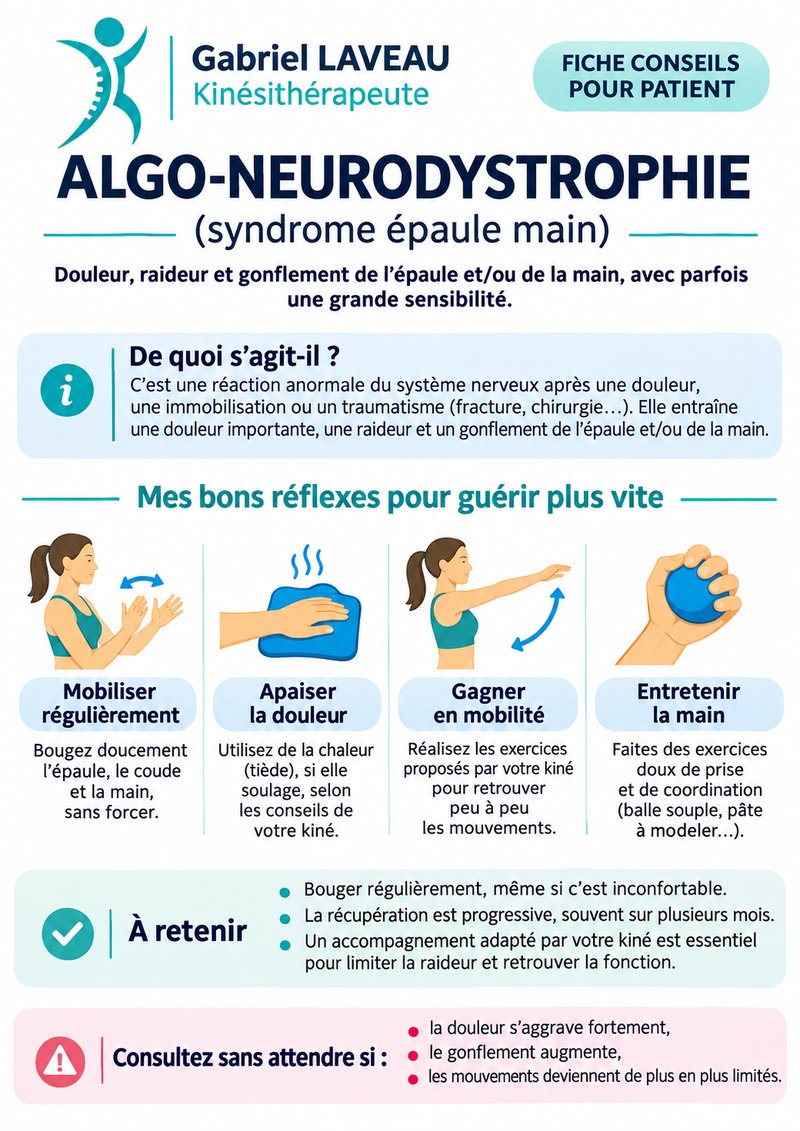 Gabriel LAVEAU
Kinésithérapeute
FICHE CONSEILS
POUR PATIENT
ALGO-NEURODYSTROPHIE
(syndrome épaule main)
Douleur, raideur et gonflement de l'épaule et/ou de la main, avec parfois
une grande sensibilité.
De quoi s'agit-il ?
C'est une réaction anormale du système nerveux après une douleur,
une immobilisation ou un traumatisme (fracture, chirurgie…). Elle entraîne
une douleur importante, une raideur et un gonflement de l'épaule et/ou de la main.
Mes bons réflexes pour guérir plus vite
Mobiliser
régulièrement
Bougez doucement
l'épaule, le coude
et la main,
sans forcer.
Apaiser
la douleur
Utilisez de la chaleur
(tiède), si elle
soulage, selon
les conseils de
votre kiné.
Gagner
en mobilité
Réalisez les exercices
proposés par votre kiné
pour retrouver
peu à peu
les mouvements.
Entretenir
la main
Faites des exercices
doux de prise
et de coordination
(balle souple, pâte
à modeler…).
À retenir
Bouger régulièrement, même si c'est inconfortable.
La récupération est progressive, souvent sur plusieurs mois.
Un accompagnement adapté par votre kiné est essentiel
pour limiter la raideur et retrouver la fonction.
Consultez sans attendre si :
la douleur s'aggrave fortement,
le gonflement augmente,
les mouvements deviennent de plus en plus limités.